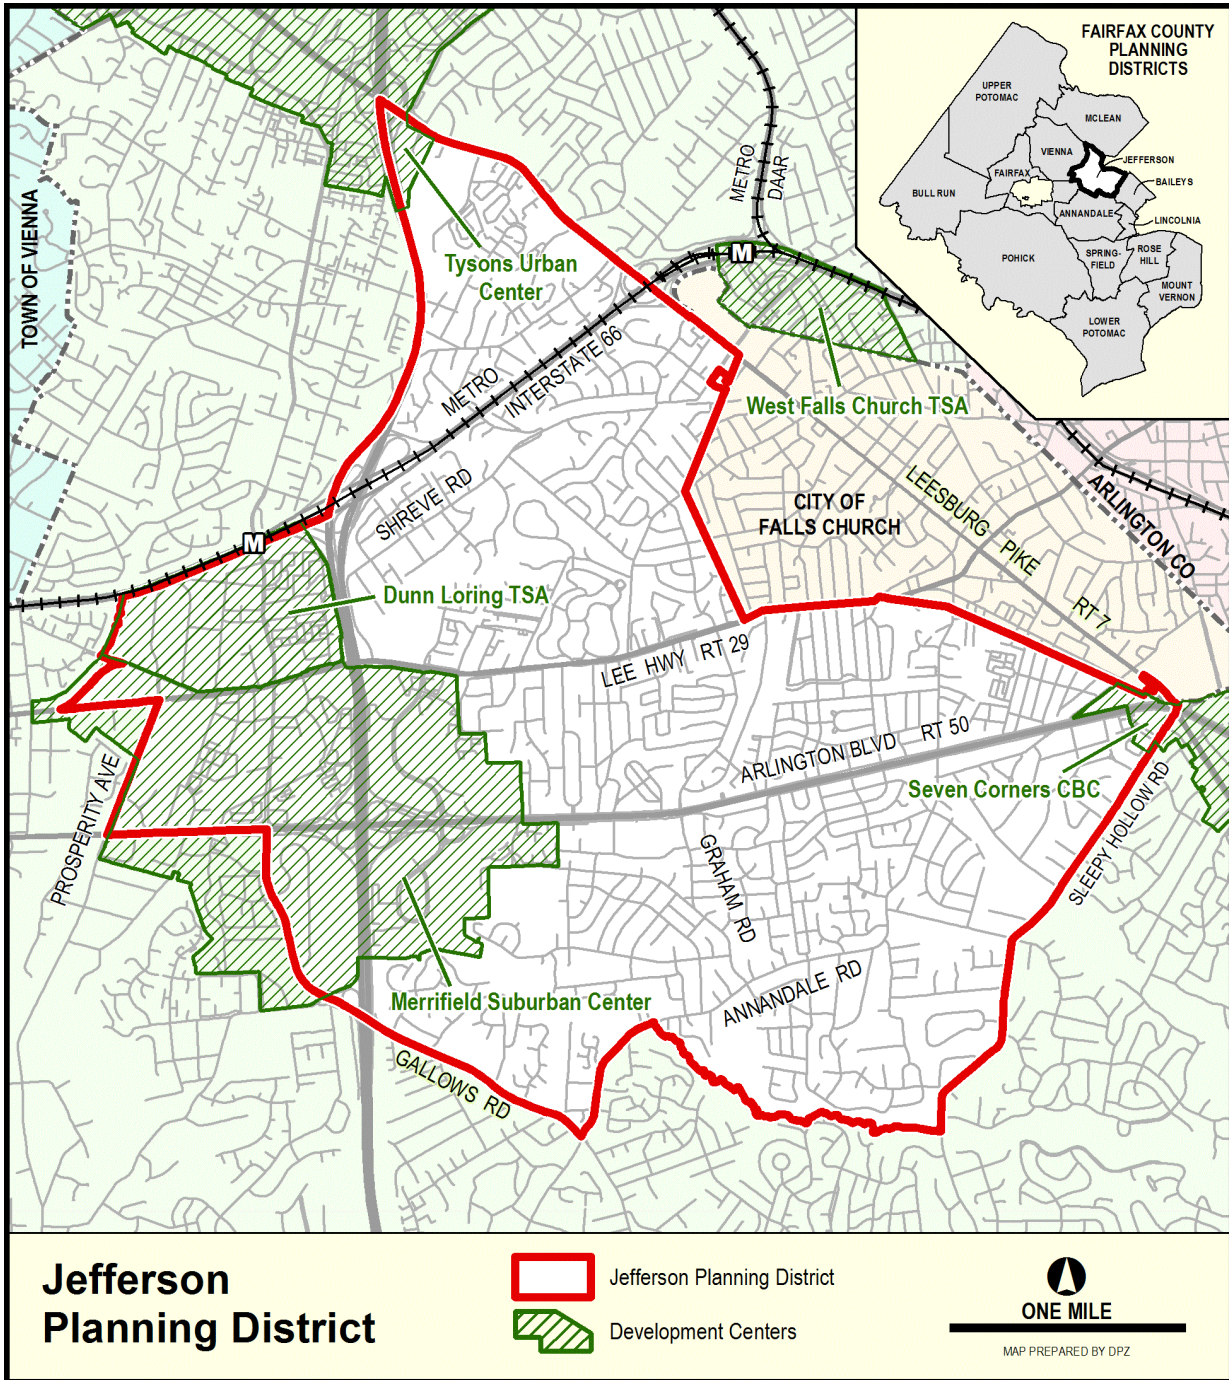 FAIRFAX COUNTY
PLANNING
DISTRICTS
UPPER
POTOMAC
MCLEAN
VIENNA
JEFFERSON
FAIRFAX
BAILEYS
BULL RUN
ANNANDALE
LINCOLNIA
POHICK
SPRING-
FIELD
ROSE
HILL
MOUNT
VERNON
LOWER
POTOMAC
TOWN OF VIENNA
METRO
DAAR
M
Tysons Urban
Center
METRO
INTERSTATE 66
West Falls Church TSA
SHREVE RD
LEESBURG PIKE
RT 7
CITY OF
FALLS CHURCH
ARLINGTON CO
M
Dunn Loring TSA
LEE HWY RT 29
ARLINGTON BLVD RT 50
Seven Corners CBC
SLEEPY HOLLOW RD
PROSPERITY AVE
GRAHAM RD
ANNANDALE RD
Merrifield Suburban Center
GALLOWS RD
Jefferson
Planning District
Jefferson Planning District
Development Centers
ONE MILE
MAP PREPARED BY DPZ